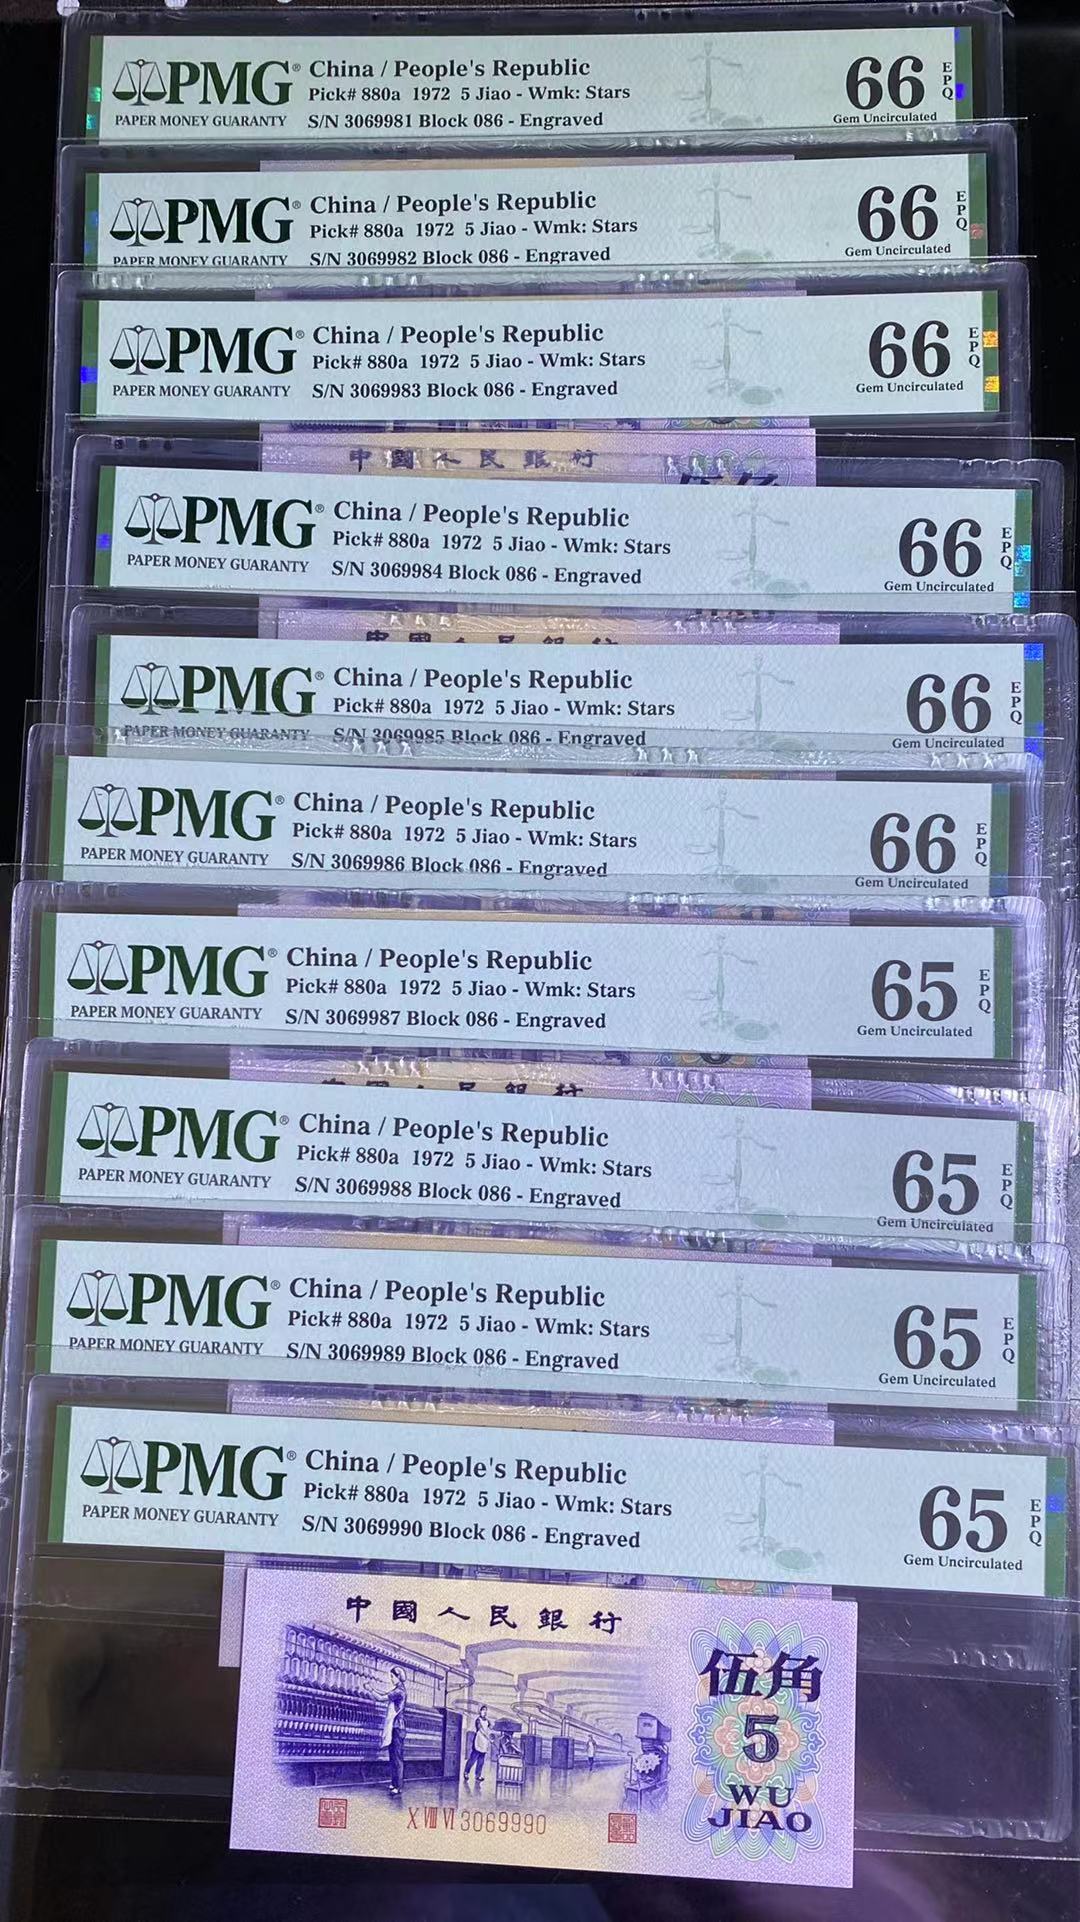 PMG® China / People's Republic 66 EPQ
Pick# 880a 1972 5 Jiao - Wmk: Stars
PAPER MONEY GUARANTY S/N 3069981 Block 086 - Engraved Gem Uncirculated
PMG® China / People's Republic 66 EPQ
Pick# 880a 1972 5 Jiao - Wmk: Stars
PAPER MONEY GUARANTY S/N 3069982 Block 086 - Engraved Gem Uncirculated
PMG® China / People's Republic 66 EPQ
Pick# 880a 1972 5 Jiao - Wmk: Stars
PAPER MONEY GUARANTY S/N 3069983 Block 086 - Engraved Gem Uncirculated
中國人民銀行
PMG® China / People's Republic 66 EPQ
Pick# 880a 1972 5 Jiao - Wmk: Stars
PAPER MONEY GUARANTY S/N 3069984 Block 086 - Engraved Gem Uncirculated
PMG® China / People's Republic 66 EPQ
Pick# 880a 1972 5 Jiao - Wmk: Stars
PAPER MONEY GUARANTY S/N 3069985 Block 086 - Engraved Gem Uncirculated
PMG® China / People's Republic 66 EPQ
Pick# 880a 1972 5 Jiao - Wmk: Stars
PAPER MONEY GUARANTY S/N 3069986 Block 086 - Engraved Gem Uncirculated
PMG® China / People's Republic 65 EPQ
Pick# 880a 1972 5 Jiao - Wmk: Stars
PAPER MONEY GUARANTY S/N 3069987 Block 086 - Engraved Gem Uncirculated
PMG® China / People's Republic 65 EPQ
Pick# 880a 1972 5 Jiao - Wmk: Stars
PAPER MONEY GUARANTY S/N 3069988 Block 086 - Engraved Gem Uncirculated
PMG® China / People's Republic 65 EPQ
Pick# 880a 1972 5 Jiao - Wmk: Stars
PAPER MONEY GUARANTY S/N 3069989 Block 086 - Engraved Gem Uncirculated
PMG® China / People's Republic 65 EPQ
Pick# 880a 1972 5 Jiao - Wmk: Stars
PAPER MONEY GUARANTY S/N 3069990 Block 086 - Engraved Gem Uncirculated
中國人民銀行
伍角
5
WU
JIAO
X VIII VI 3069990